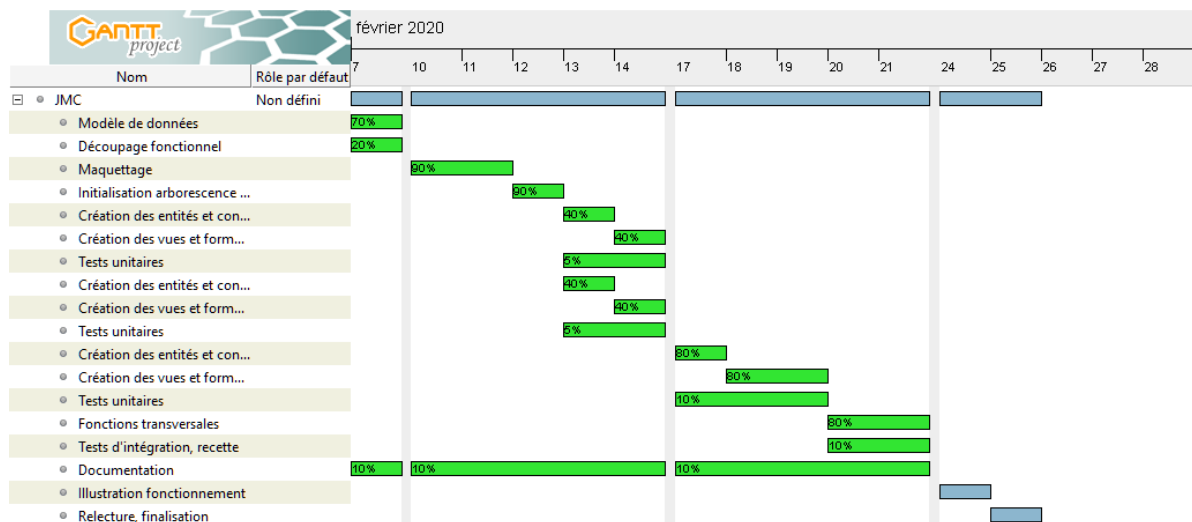 GANTT
project
février 2020
7 10 11 12 13 14 17 18 19 20 21 24 25 26 27 28
Nom Rôle par défaut
JMC Non défini
Modèle de données 70%
Découpage fonctionnel 20%
Maquettage 90%
Initialisation arborescence ... 90%
Création des entités et con... 40%
Création des vues et form... 40%
Tests unitaires 5%
Création des entités et con... 40%
Création des vues et form... 40%
Tests unitaires 5%
Création des entités et con... 80%
Création des vues et form... 80%
Tests unitaires 10%
Fonctions transversales 80%
Tests d'intégration, recette 10%
Documentation 10% 10% 10%
Illustration fonctionnement
Relecture, finalisation